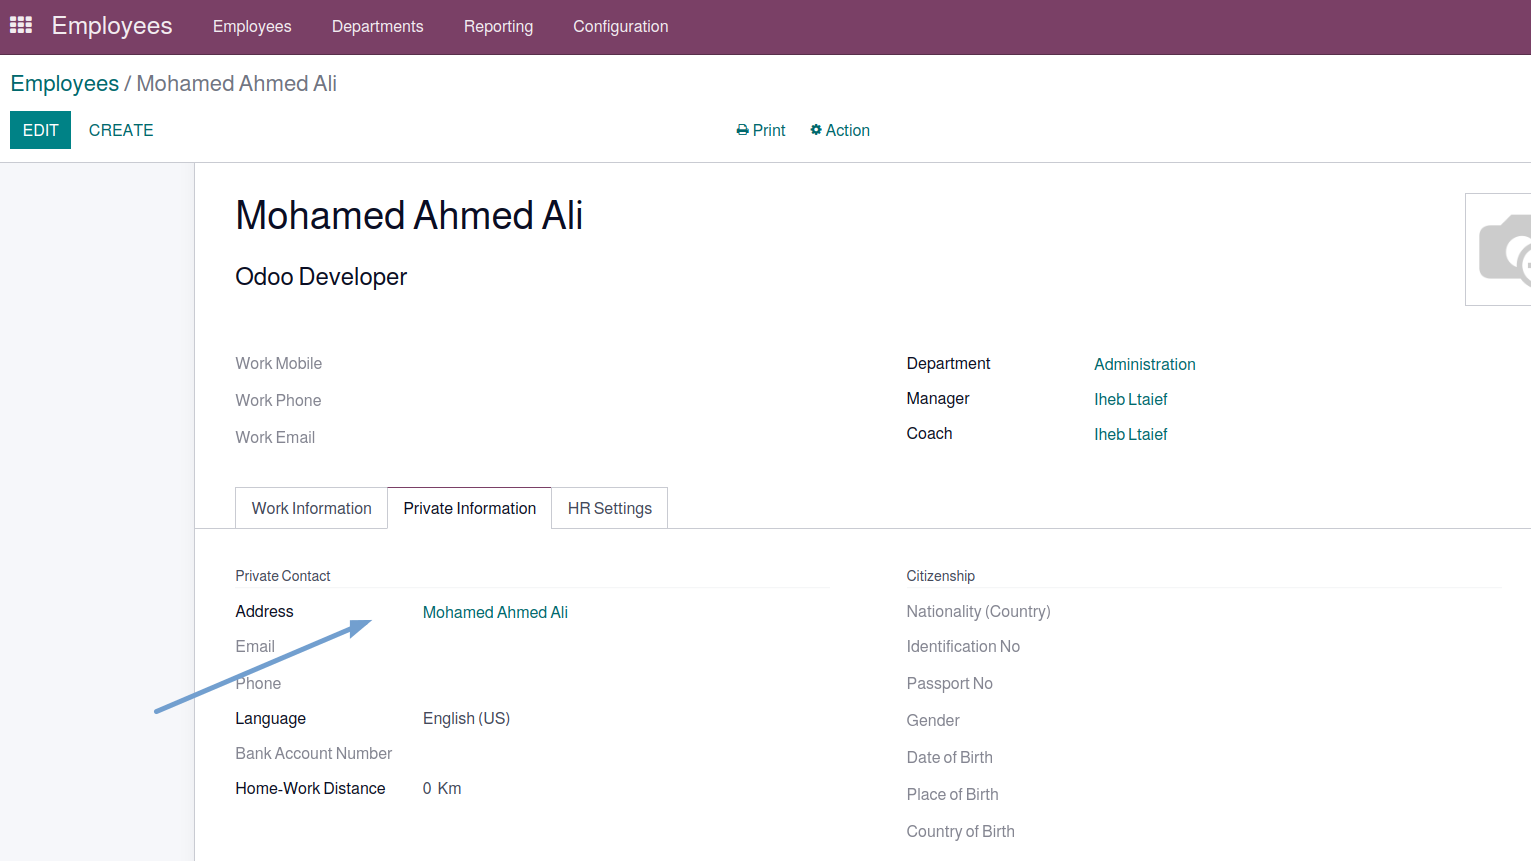 Employees Employees Departments Reporting Configuration
Employees / Mohamed Ahmed Ali
EDIT CREATE Print Action
Mohamed Ahmed Ali
Odoo Developer
Work Mobile
Work Phone
Work Email
Department Administration
Manager Iheb Ltaief
Coach Iheb Ltaief
Work Information Private Information HR Settings
Private Contact
Address Mohamed Ahmed Ali
Email
Phone
Language English (US)
Bank Account Number
Home-Work Distance 0 Km
Citizenship
Nationality (Country)
Identification No
Passport No
Gender
Date of Birth
Place of Birth
Country of Birth